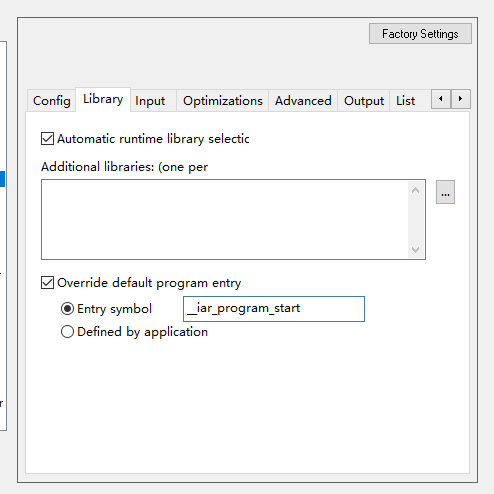 Factory Settings
Config Library Input Optimizations Advanced Output List
Automatic runtime library selectic
Additional libraries: (one per
...
Override default program entry
Entry symbol __iar_program_start
Defined by application
r